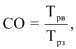 СО = Трв / Трз,